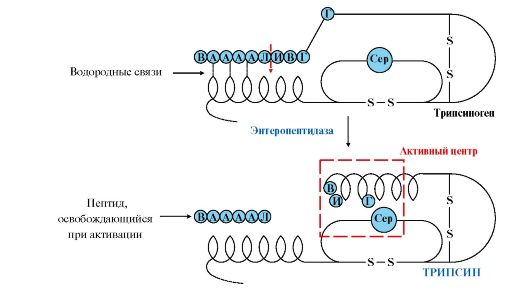 Г
В А А А А Л И В Г
S
Сер
S
Водородные связи
S – S
Трипсиноген
Энтеропептидаза
Активный центр
В
И Г
Пептид,
освобождающийся
при активации
В А А А А Л
Сер
S
S
S – S
ТРИПСИН